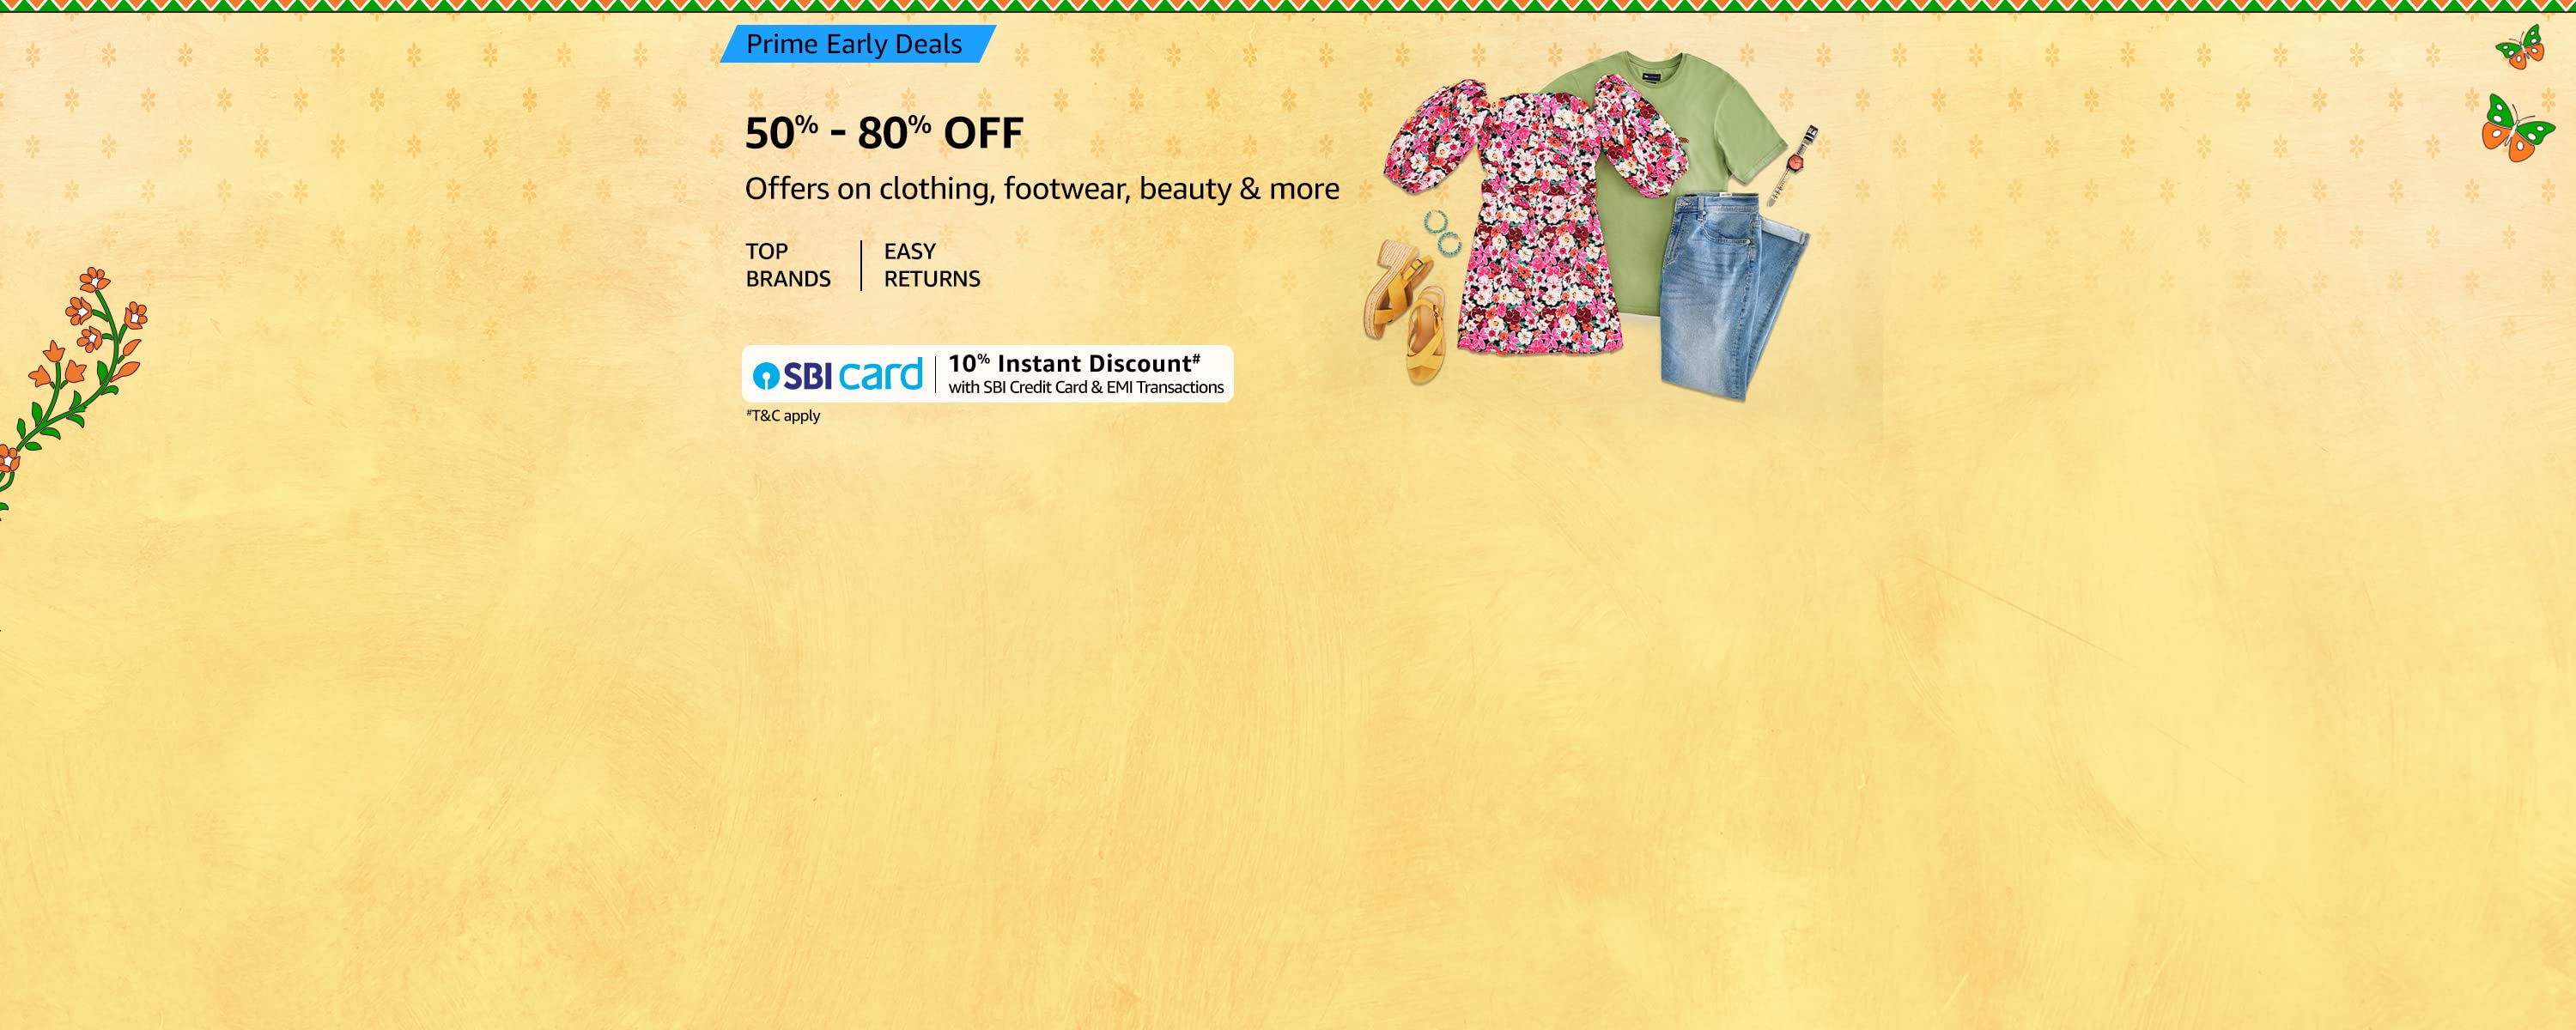 Prime Early Deals
50% - 80% OFF
Offers on clothing, footwear, beauty & more
TOP
BRANDS
EASY
RETURNS
SBI card
10% Instant Discount#
with SBI Credit Card & EMI Transactions
#T&C apply